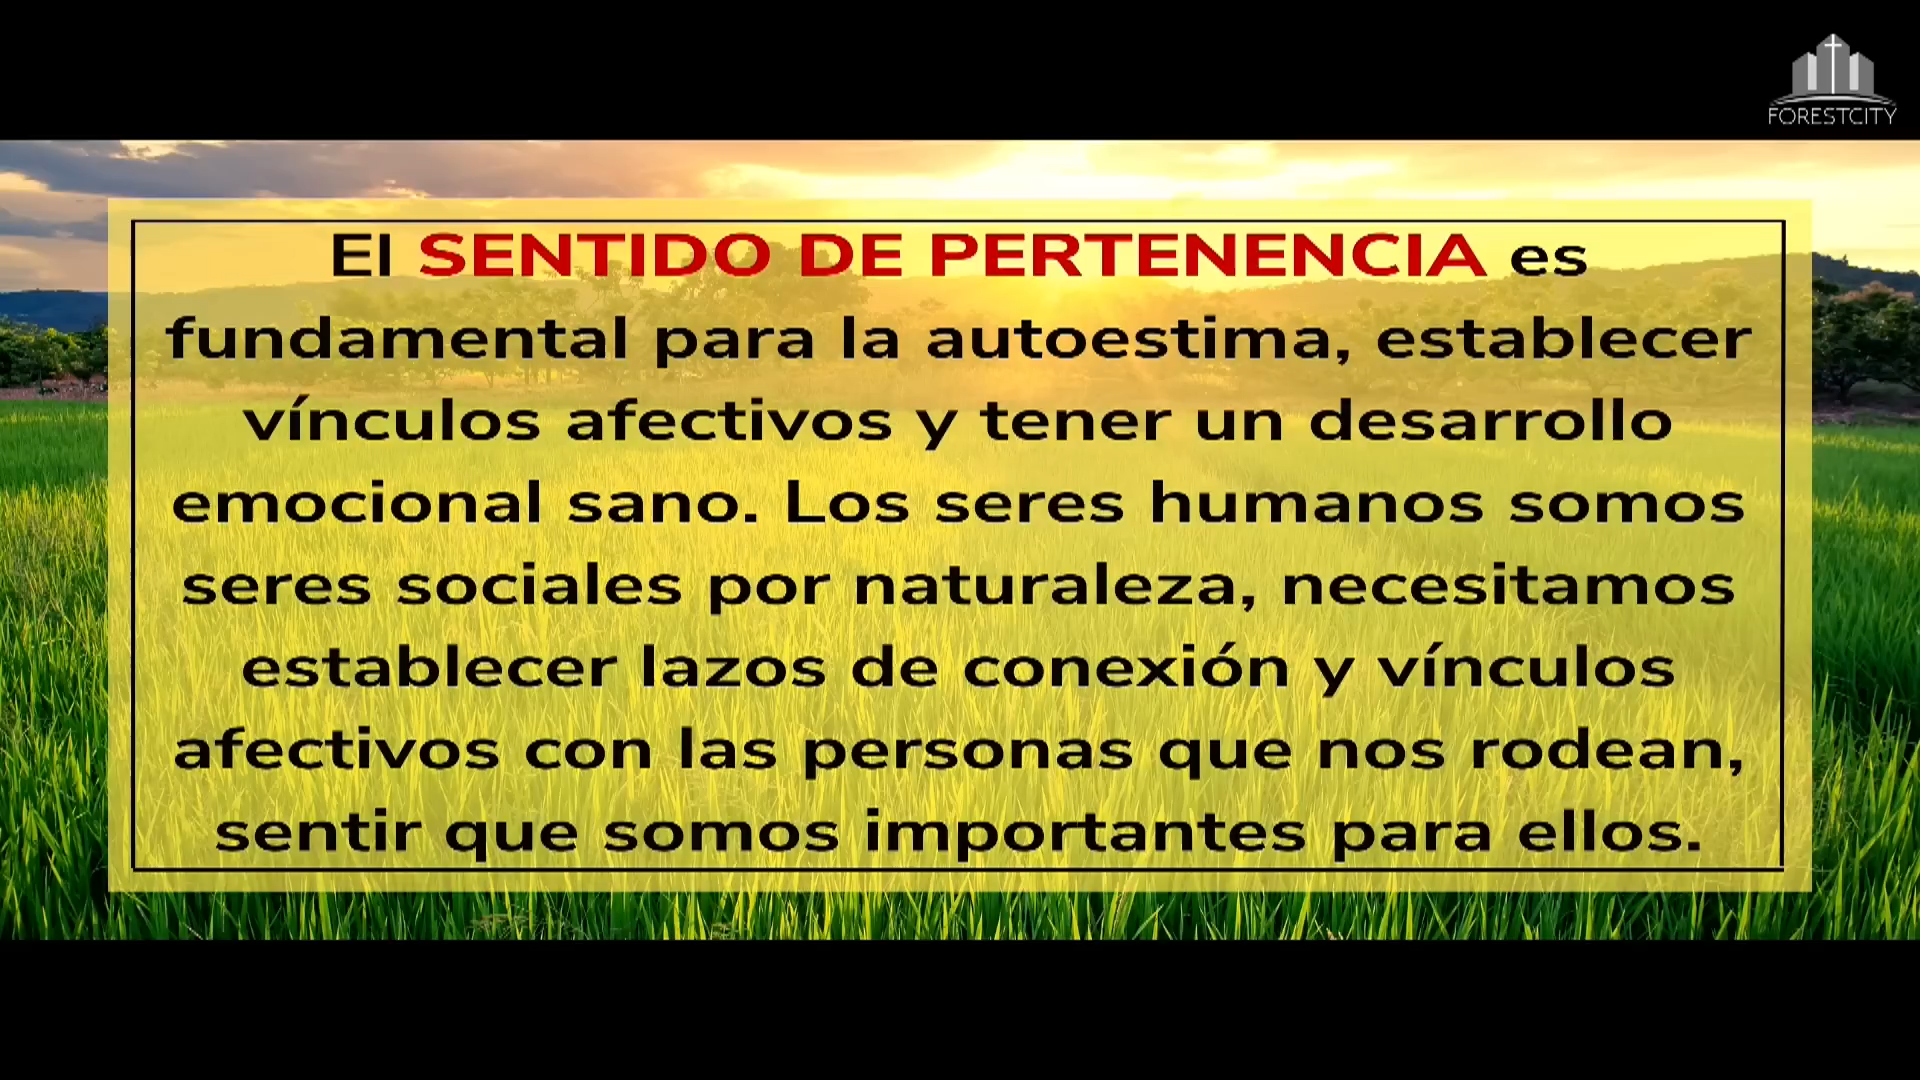 FORESTCITY
El SENTIDO DE PERTENENCIA es
fundamental para la autoestima, establecer
vínculos afectivos y tener un desarrollo
emocional sano. Los seres humanos somos
seres sociales por naturaleza, necesitamos
establecer lazos de conexión y vínculos
afectivos con las personas que nos rodean,
sentir que somos importantes para ellos.